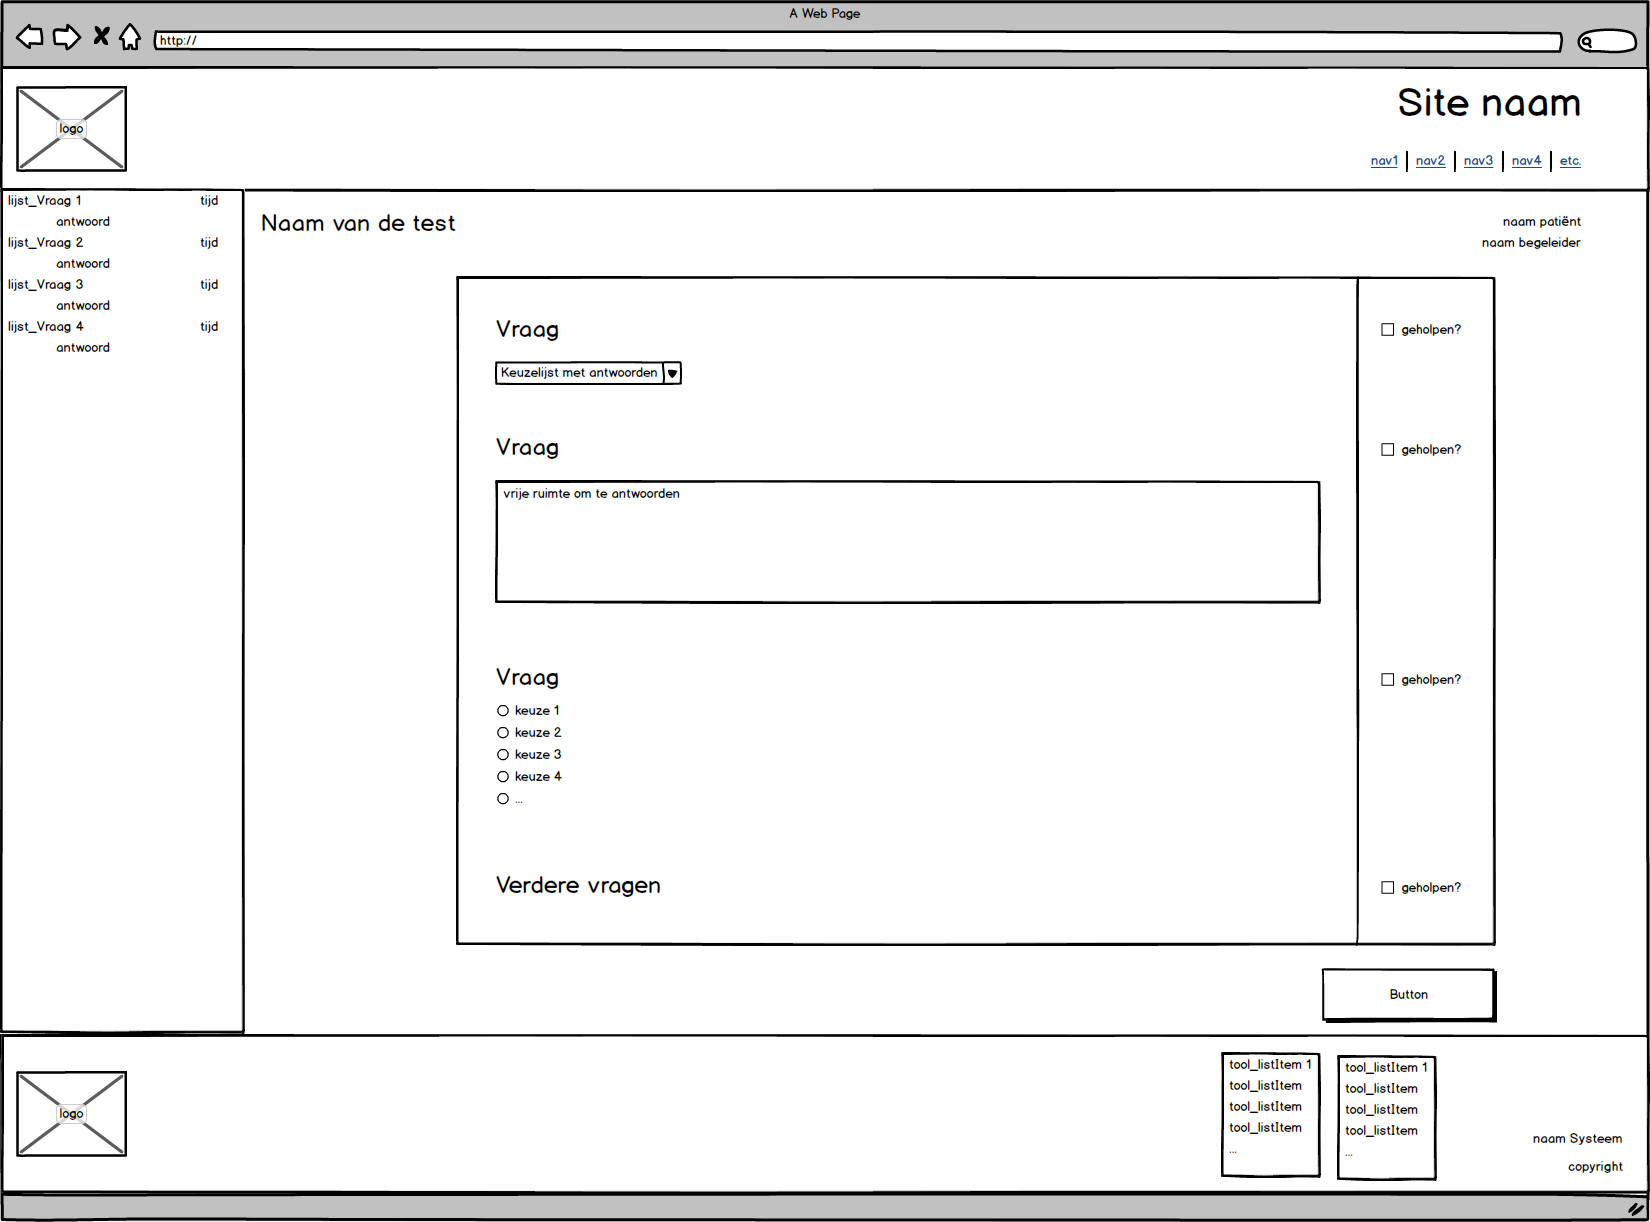 A Web Page
http://
logo
Site naam
nav1 | nav2 | nav3 | nav4 | etc.
lijst_Vraag 1 tijd
antwoord
lijst_Vraag 2 tijd
antwoord
lijst_Vraag 3 tijd
antwoord
lijst_Vraag 4 tijd
antwoord
Naam van de test
naam patiënt
naam begeleider
Vraag
geholpen?
Keuzelijst met antwoorden
Vraag
geholpen?
vrije ruimte om te antwoorden
Vraag
geholpen?
keuze 1
keuze 2
keuze 3
keuze 4
...
Verdere vragen
geholpen?
Button
logo
tool_listItem 1
tool_listItem
tool_listItem
tool_listItem
...
tool_listItem 1
tool_listItem
tool_listItem
tool_listItem
...
naam Systeem
copyright